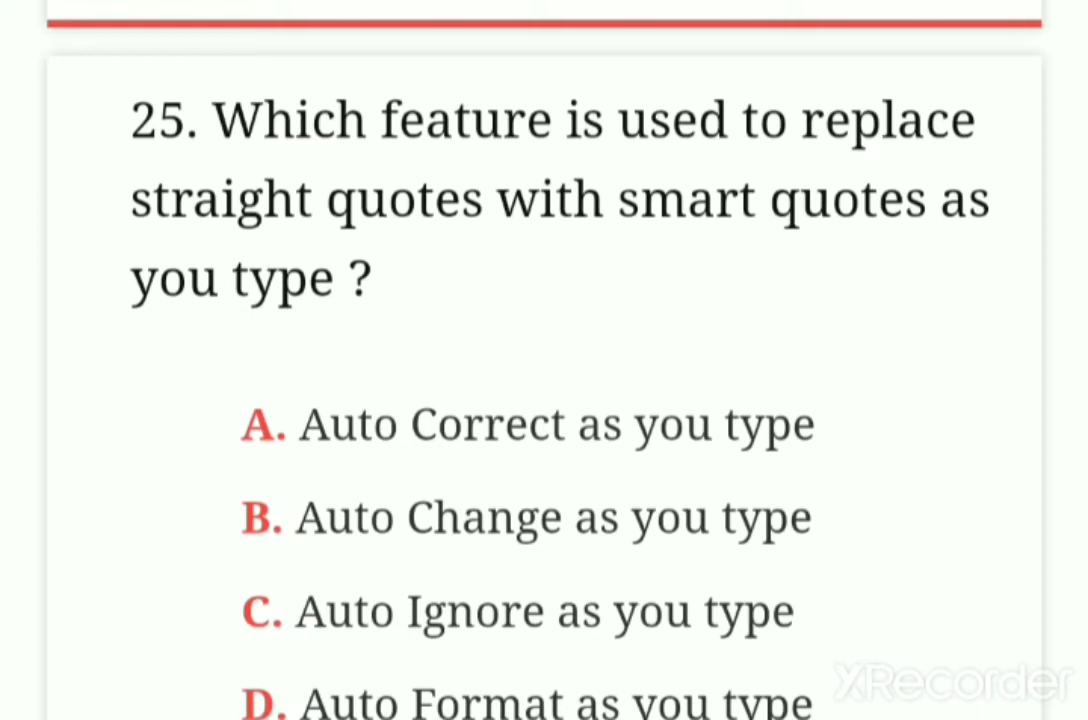 25. Which feature is used to replace
straight quotes with smart quotes as
you type ?
A. Auto Correct as you type
B. Auto Change as you type
C. Auto Ignore as you type
D. Auto Format as you type
XRecorder